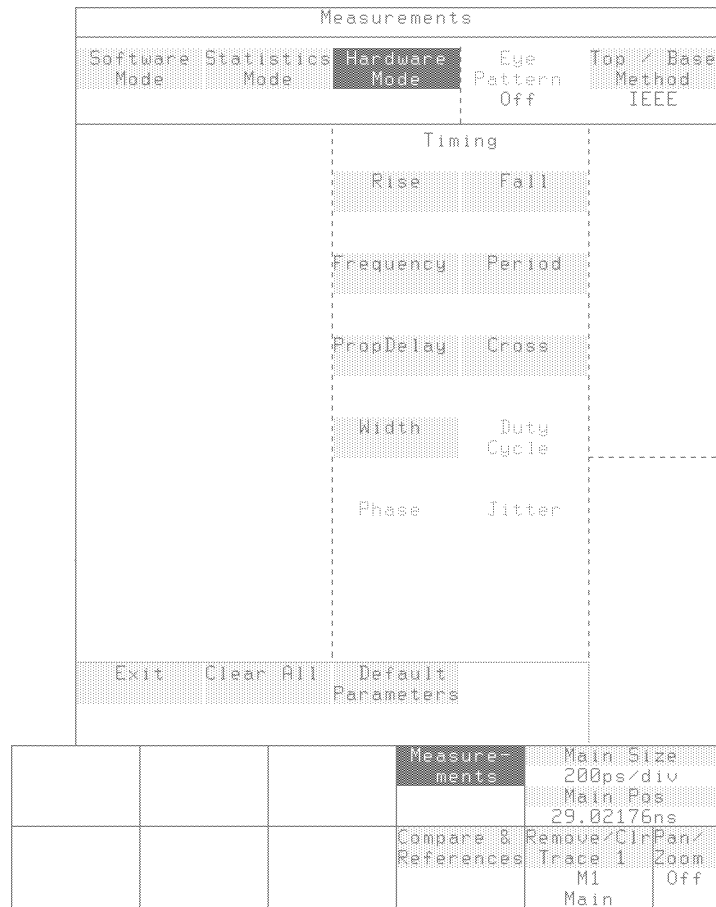 Measurements
Software Statistics Hardware Eye Top / Base
Mode Mode Mode Pattern Method
Off IEEE
Timing
Rise Fall
Frequency Period
PropDelay Cross
Width Duty
Cycle
Phase Jitter
Exit Clear All Default
Parameters
Measure- Main Size
ments 200ps/div
Main Pos
29.02176ns
Compare & Remove/Clr Pan/
References Trace 1 Zoom
M1 Off
Main